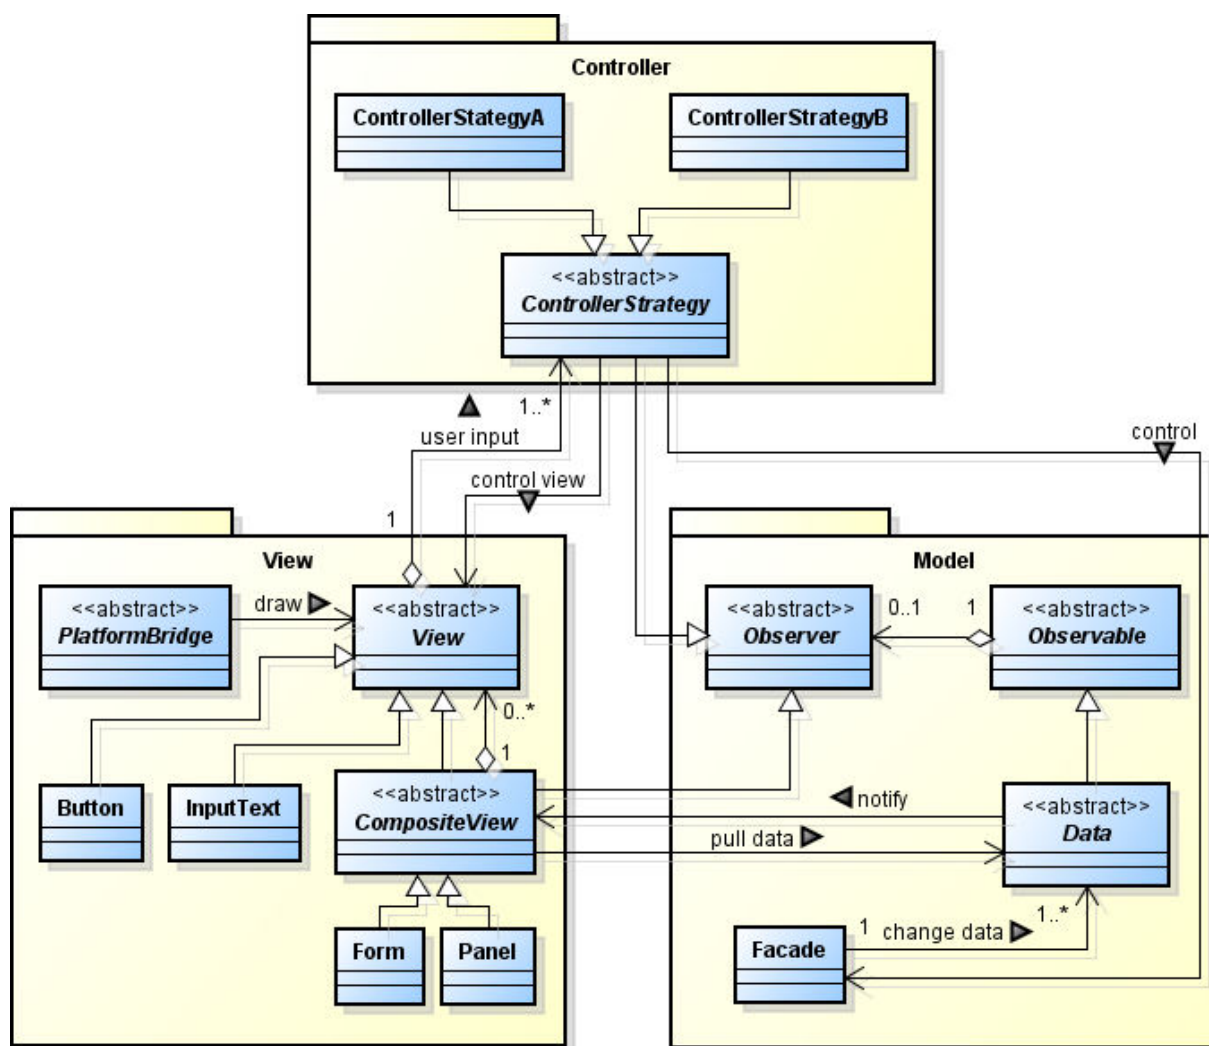 Controller
ControllerStategyA
ControllerStrategyB
<<abstract>>
ControllerStrategy
1..*
user input
control
control view
1
View
Model
<<abstract>>
PlatformBridge
draw
<<abstract>>
View
<<abstract>>
Observer
0..1
1
<<abstract>>
Observable
0..*
1
Button
InputText
<<abstract>>
CompositeView
notify
pull data
<<abstract>>
Data
1..*
1
change data
Form
Panel
Facade